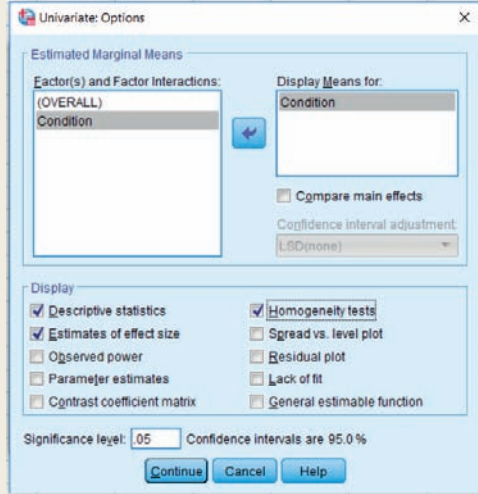 Univariate: Options
Estimated Marginal Means
Factor(s) and Factor Interactions:
(OVERALL)
Condition
Display Means for:
Condition
Compare main effects
Confidence interval adjustment:
LSD(none)
Display
Descriptive statistics
Homogeneity tests
Estimates of effect size
Spread vs. level plot
Observed power
Residual plot
Parameter estimates
Lack of fit
Contrast coefficient matrix
General estimable function
Significance level: .05 Confidence intervals are 95.0 %
Continue Cancel Help